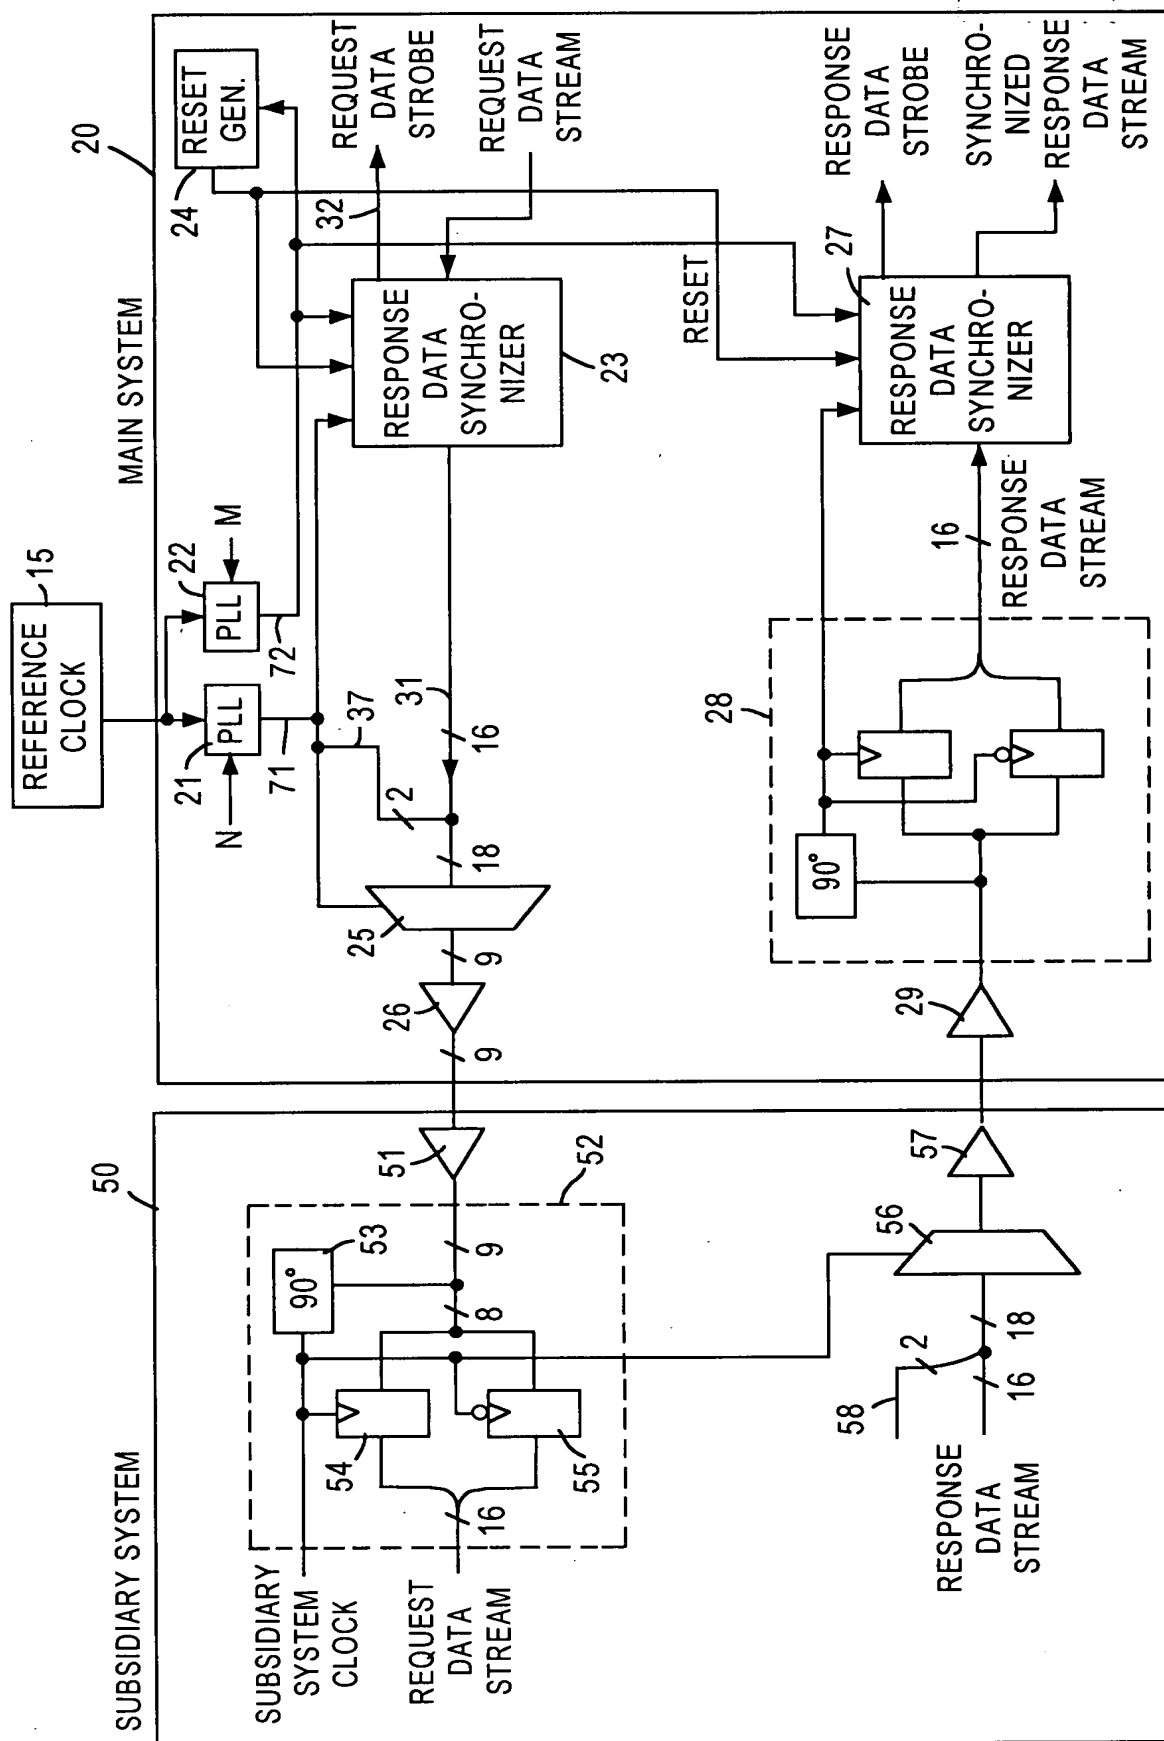 REFERENCE
CLOCK
15
MAIN SYSTEM
20
N
21
PLL
71
22
PLL
M
72
24
RESET
GEN.
32
REQUEST
DATA
STROBE
REQUEST
DATA
STREAM
RESPONSE
DATA
SYNCHRO-
NIZER
23
37
31
16
2
18
25
9
26
9
RESET
RESPONSE
DATA
STROBE
SYNCHRO-
NIZED
RESPONSE
DATA
STREAM
27
RESPONSE
DATA
SYNCHRO-
NIZER
16
RESPONSE
DATA
STREAM
28
90°
29
SUBSIDIARY SYSTEM
50
51
52
9
53
90°
8
54
55
16
SUBSIDIARY
SYSTEM
CLOCK
REQUEST
DATA
STREAM
57
56
18
2
16
58
RESPONSE
DATA
STREAM